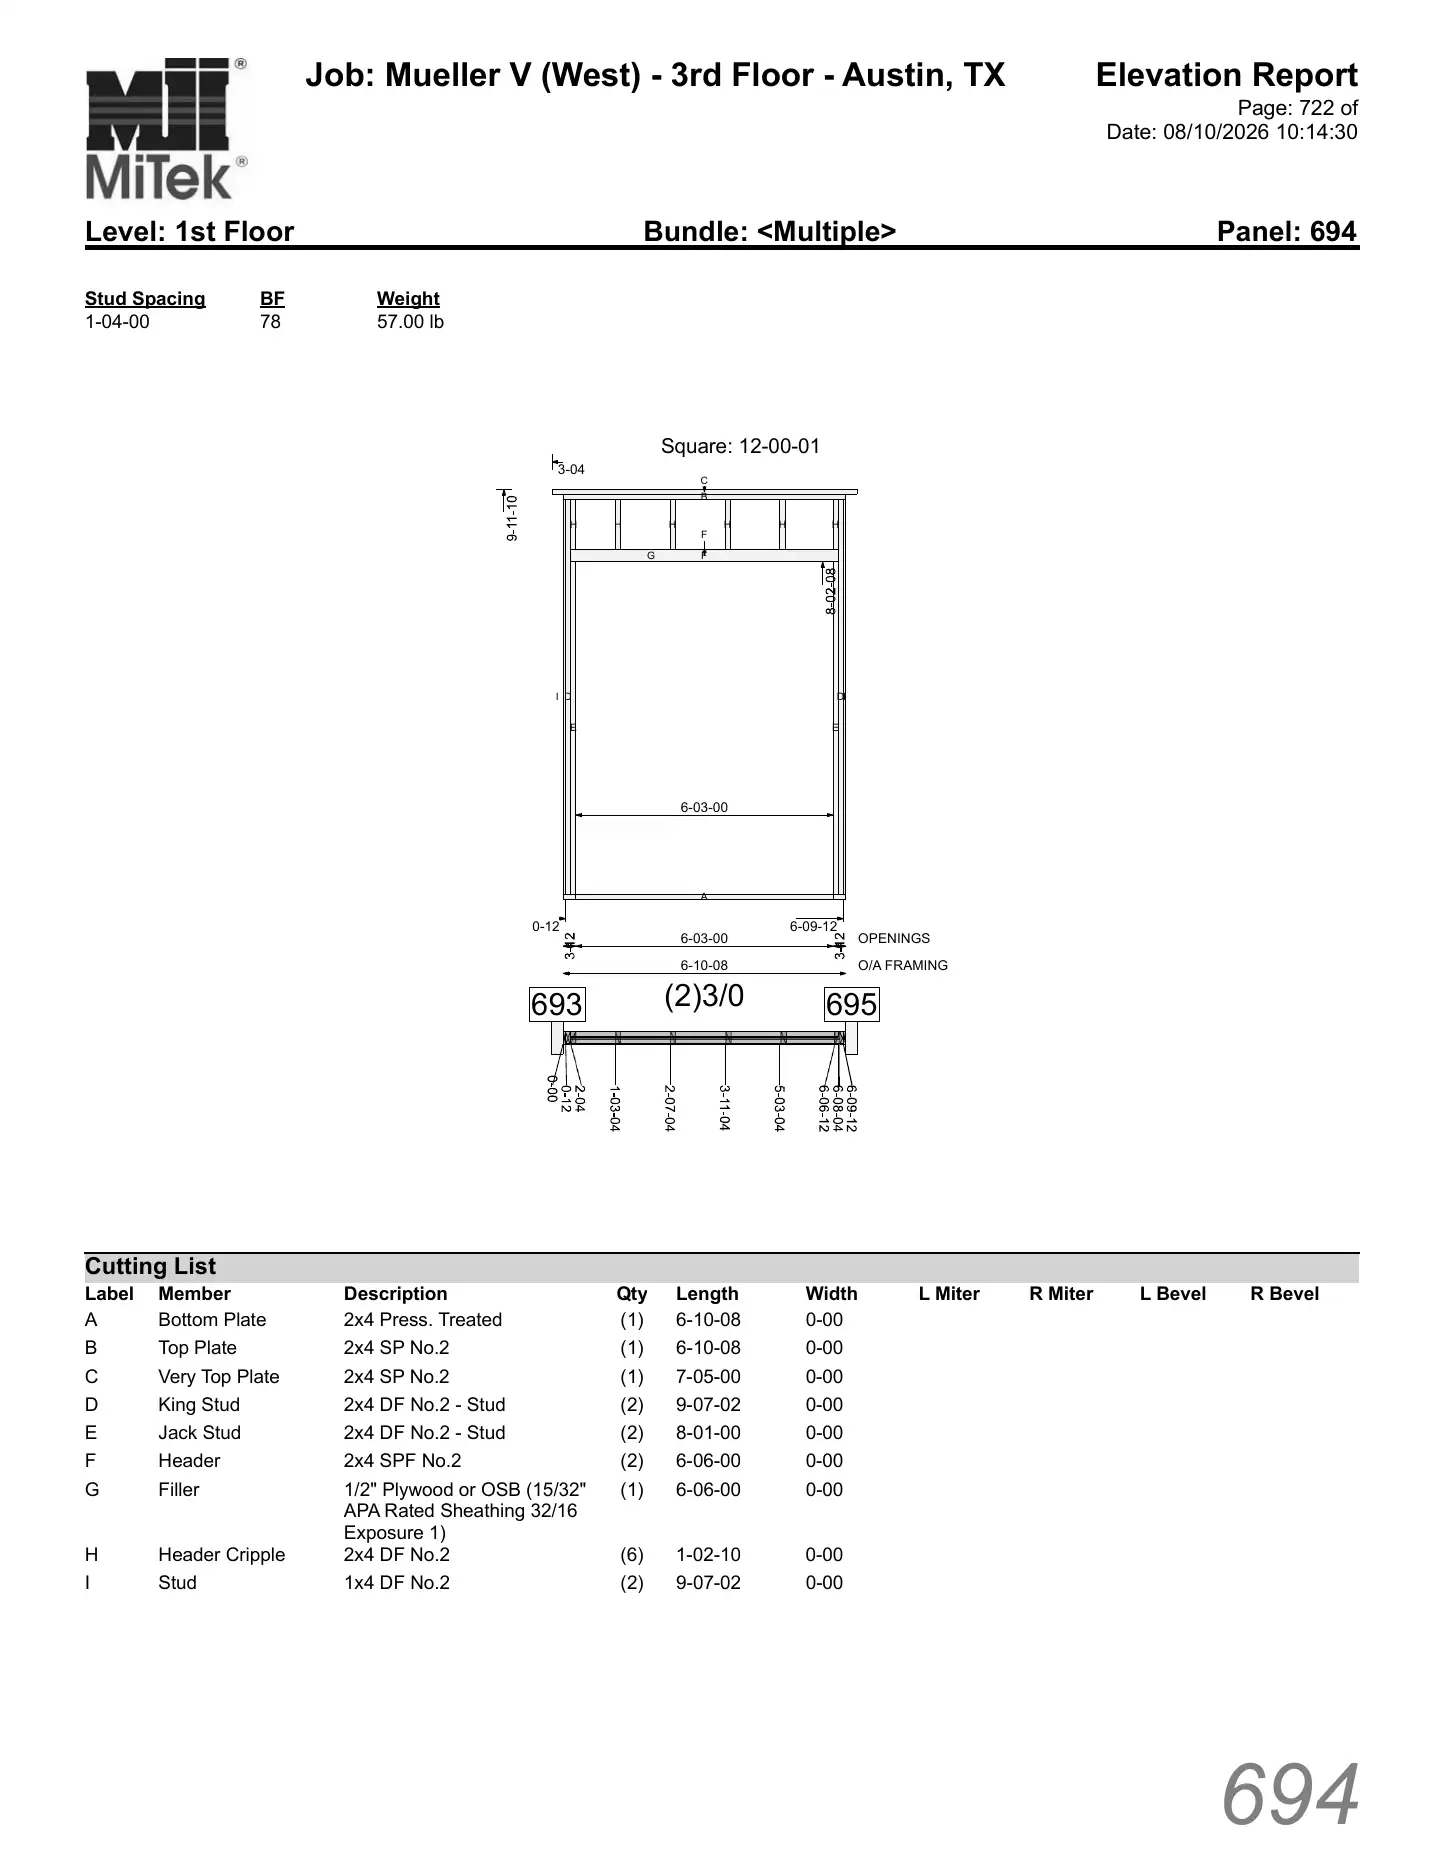 Job: Mueller V (West) - 3rd Floor - Austin, TX
Elevation Report
Page: 722 of
Date: 08/10/2026 10:14:30
MiTek®
Level: 1st Floor Bundle: <Multiple> Panel: 694
Stud Spacing BF Weight
1-04-00 78 57.00 lb
Square: 12-00-01
3-04
C
B
9-11-10
H H H H H
F
G F
8-02-08
I D D
E E
6-03-00
A
0-12 6-09-12
3-12 6-03-00 3-12 OPENINGS
6-10-08 O/A FRAMING
693 (2)3/0 695
0-00 0-12 2-04 1-03-04 2-07-04 3-11-04 5-03-04 6-06-12 6-08-04 6-09-12
Cutting List
Label Member Description Qty Length Width L Miter R Miter L Bevel R Bevel
A Bottom Plate 2x4 Press. Treated (1) 6-10-08 0-00
B Top Plate 2x4 SP No.2 (1) 6-10-08 0-00
C Very Top Plate 2x4 SP No.2 (1) 7-05-00 0-00
D King Stud 2x4 DF No.2 - Stud (2) 9-07-02 0-00
E Jack Stud 2x4 DF No.2 - Stud (2) 8-01-00 0-00
F Header 2x4 SPF No.2 (2) 6-06-00 0-00
G Filler 1/2" Plywood or OSB (15/32" (1) 6-06-00 0-00
APA Rated Sheathing 32/16
Exposure 1)
H Header Cripple 2x4 DF No.2 (6) 1-02-10 0-00
I Stud 1x4 DF No.2 (2) 9-07-02 0-00
694